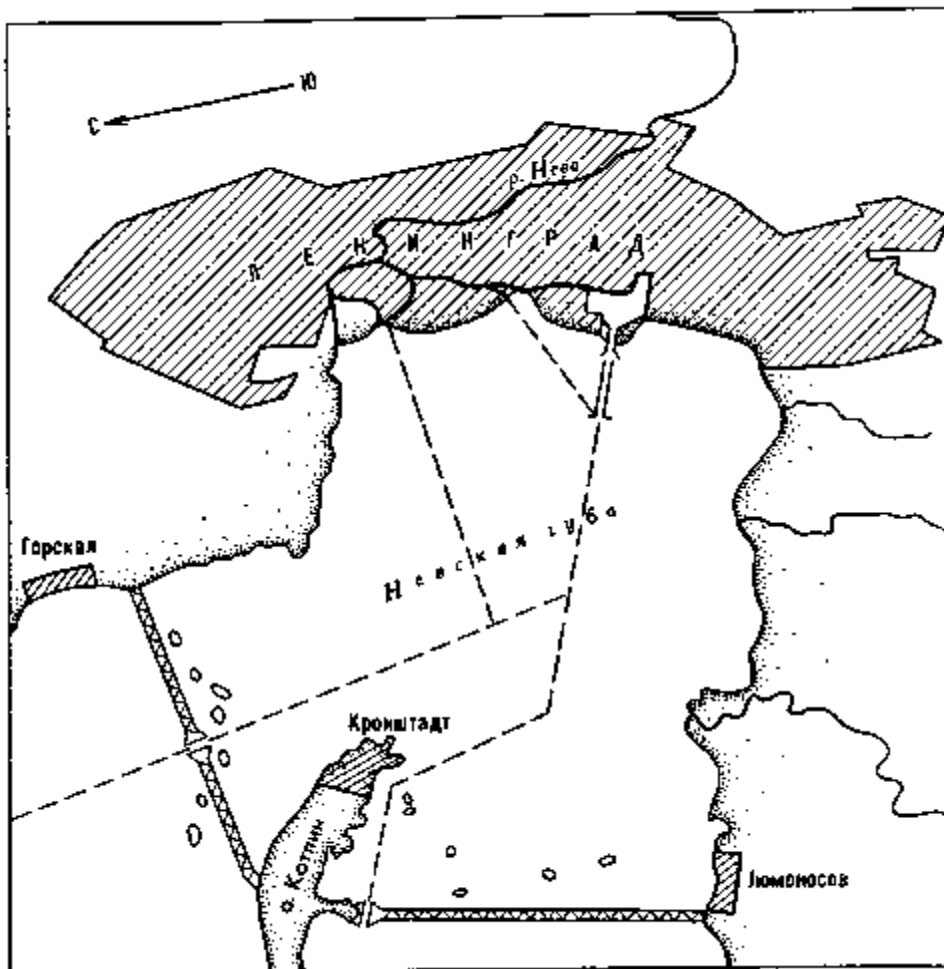 Ю
С
р. Нева
ЛЕНИНГРАД
Горская
Невская губа
Кронштадт
о. Котлин
Ломоносов